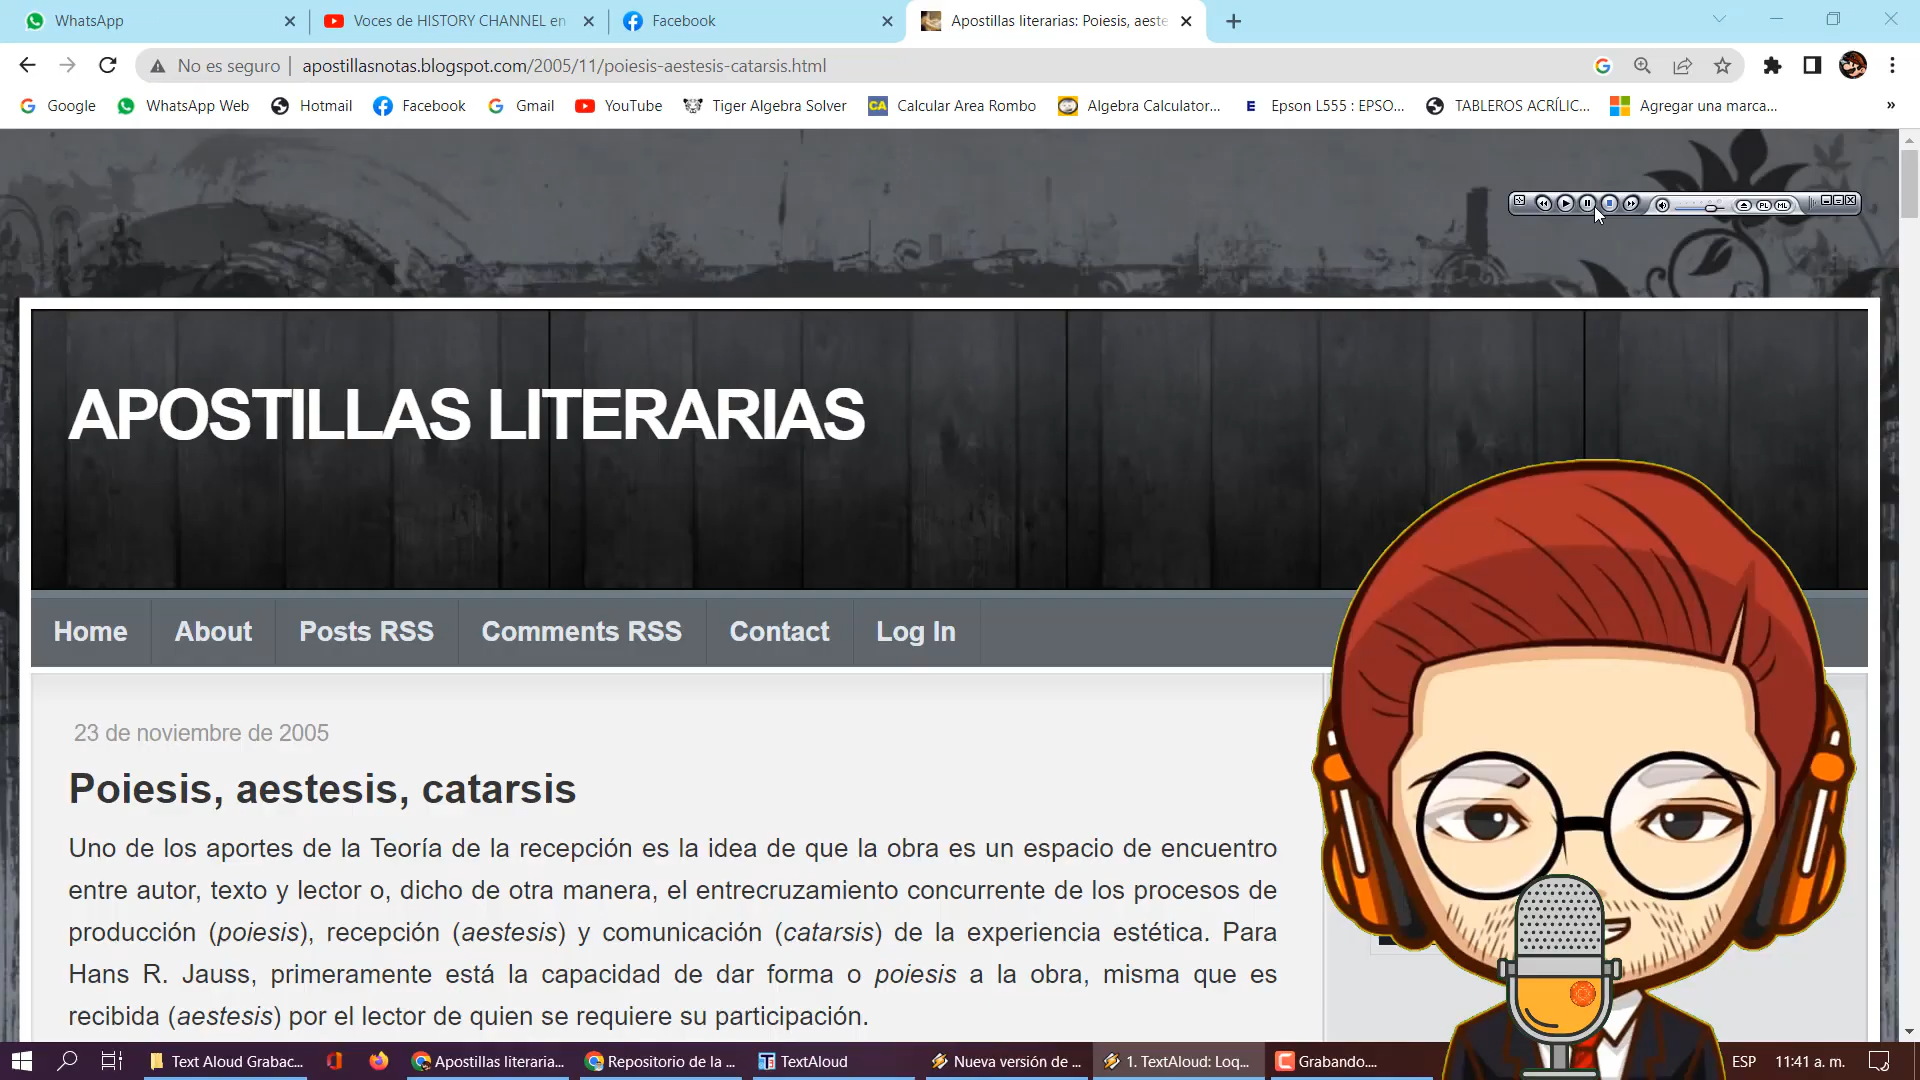 WhatsApp
Voces de HISTORY CHANNEL en
Facebook
Apostillas literarias: Poiesis, aeste
No es seguro
apostillasnotas.blogspot.com/2005/11/poiesis-aestesis-catarsis.html
Google
WhatsApp Web
Hotmail
Facebook
Gmail
YouTube
Tiger Algebra Solver
CA
Calcular Area Rombo
Algebra Calculator...
E
Epson L555 : EPSO...
TABLEROS ACRÍLIC...
Agregar una marca...
»
PL
ML
APOSTILLAS LITERARIAS
Home
About
Posts RSS
Comments RSS
Contact
Log In
23 de noviembre de 2005
Poiesis, aestesis, catarsis
Uno de los aportes de la Teoría de la recepción es la idea de que la obra es un espacio de encuentro
entre autor, texto y lector o, dicho de otra manera, el entrecruzamiento concurrente de los procesos de
producción (poiesis), recepción (aestesis) y comunicación (catarsis) de la experiencia estética. Para
Hans R. Jauss, primeramente está la capacidad de dar forma o poiesis a la obra, misma que es
recibida (aestesis) por el lector de quien se requiere su participación.
Text Aloud Grabac...
Apostillas literaria...
Repositorio de la ...
TextAloud
Nueva versión de ...
1. TextAloud: Loq...
Grabando....
ESP
11:41 a. m.